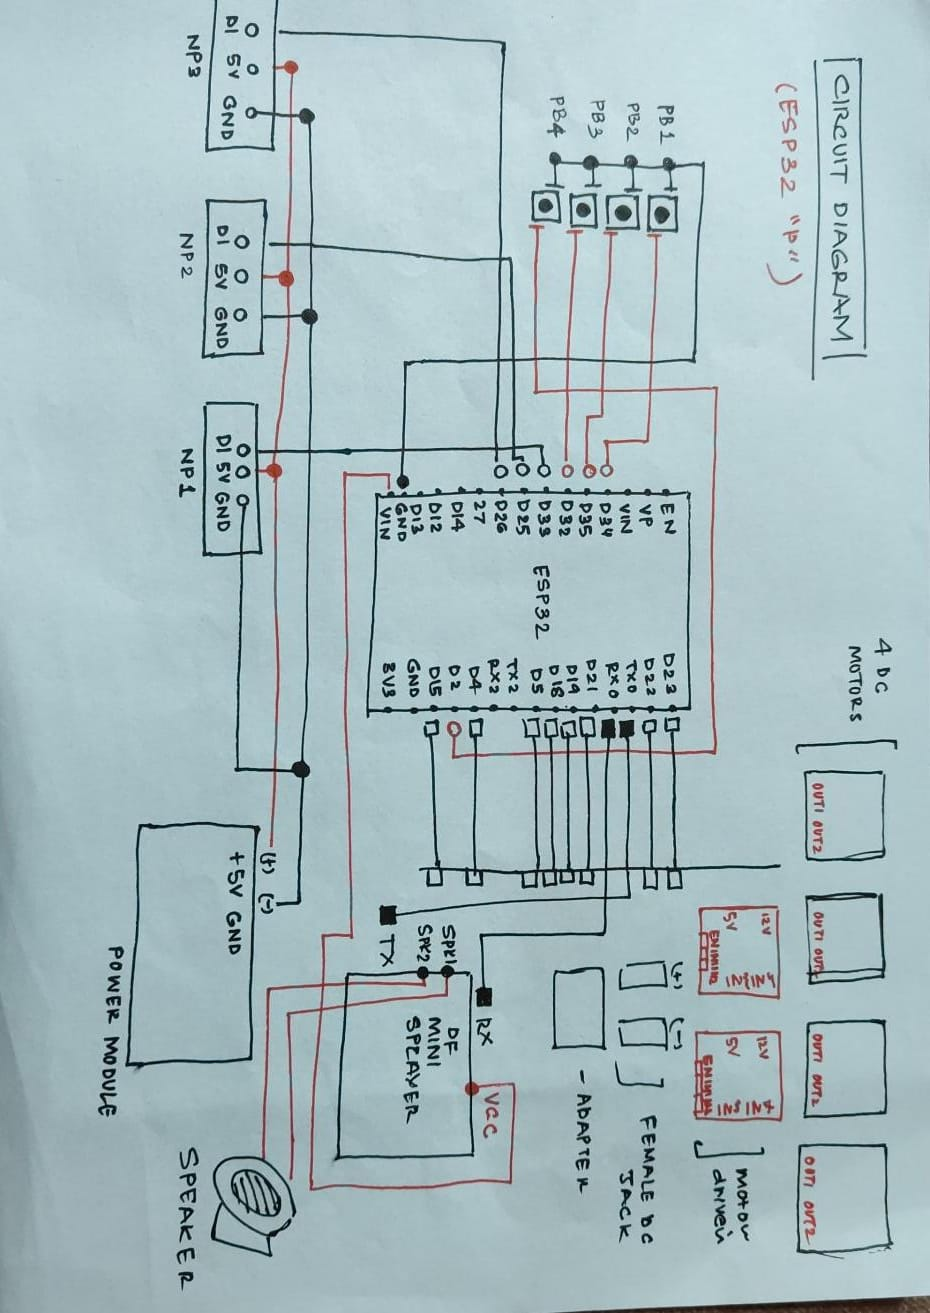 CIRCUIT DIAGRAM
(ESP32 "P")
PB1
PB2
PB3
PB4
DI 5V GND
NP3
DI 5V GND
NP2
DI 5V GND
NP1
EN
VP
VIN
D34
D35
D32
D33
D25
D26
27
D14
D12
D13
GND
VIN
ESP32
D23
D22
TX0
RX0
D21
D19
D18
D5
TX2
RX2
D4
D2
D15
GND
3V3
4 DC
MOTORS
OUT1 OUT2
OUT1 OUT2
OUT1 OUT2
OUT1 OUT2
12V
5V
12V
5V
MOTOR
driver
(+)
(-)
FEMALE DC
JACK
- ADAPTER
RX
TX
SPK1
SPK2
DF
MINI
SPLAYER
VCC
(+) (-)
+5V GND
POWER MODULE
SPEAKER